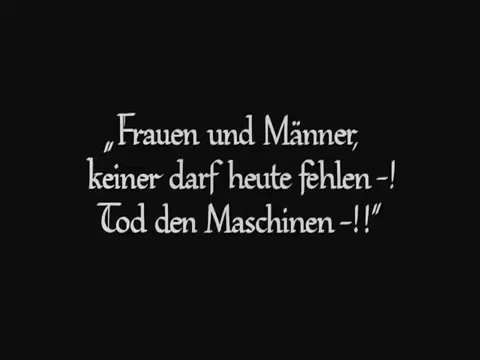 „Frauen und Männer,
keiner darf heute fehlen -!
Tod den Maschinen -!!“